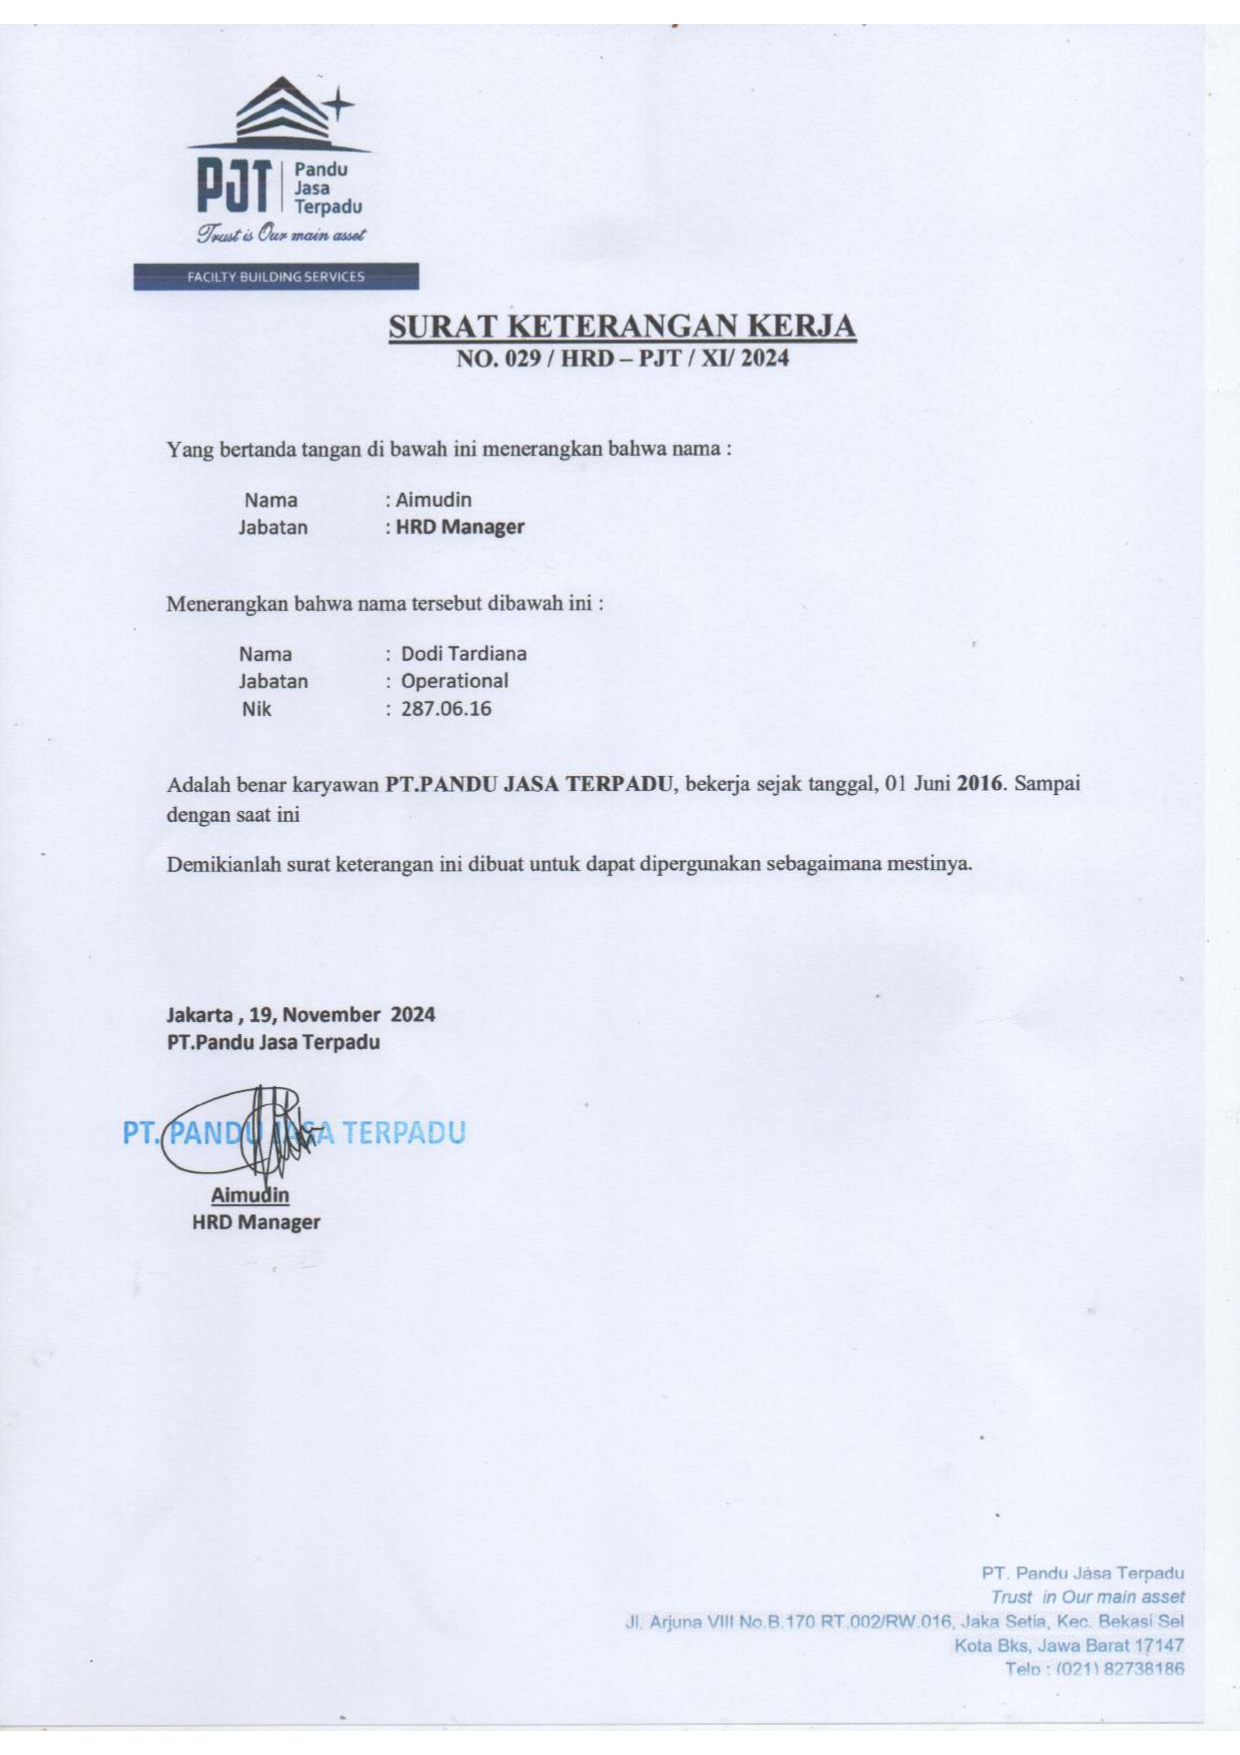 PJT
Pandu
Jasa
Terpadu
Trust is Our main asset
FACILTY BUILDING SERVICES
SURAT KETERANGAN KERJA
NO. 029 / HRD – PJT / XI/ 2024
Yang bertanda tangan di bawah ini menerangkan bahwa nama :
Nama : Aimudin
Jabatan : HRD Manager
Menerangkan bahwa nama tersebut dibawah ini :
Nama : Dodi Tardiana
Jabatan : Operational
Nik : 287.06.16
Adalah benar karyawan PT.PANDU JASA TERPADU, bekerja sejak tanggal, 01 Juni 2016. Sampai
dengan saat ini
Demikianlah surat keterangan ini dibuat untuk dapat dipergunakan sebagaimana mestinya.
Jakarta , 19, November 2024
PT.Pandu Jasa Terpadu
PT. PANDU JASA TERPADU
Aimudin
HRD Manager
PT. Pandu Jasa Terpadu
Trust in Our main asset
Jl. Arjuna VIII No.B.170 RT.002/RW.016, Jaka Setia, Kec. Bekasi Sel
Kota Bks, Jawa Barat 17147
Telp : (021) 82738186